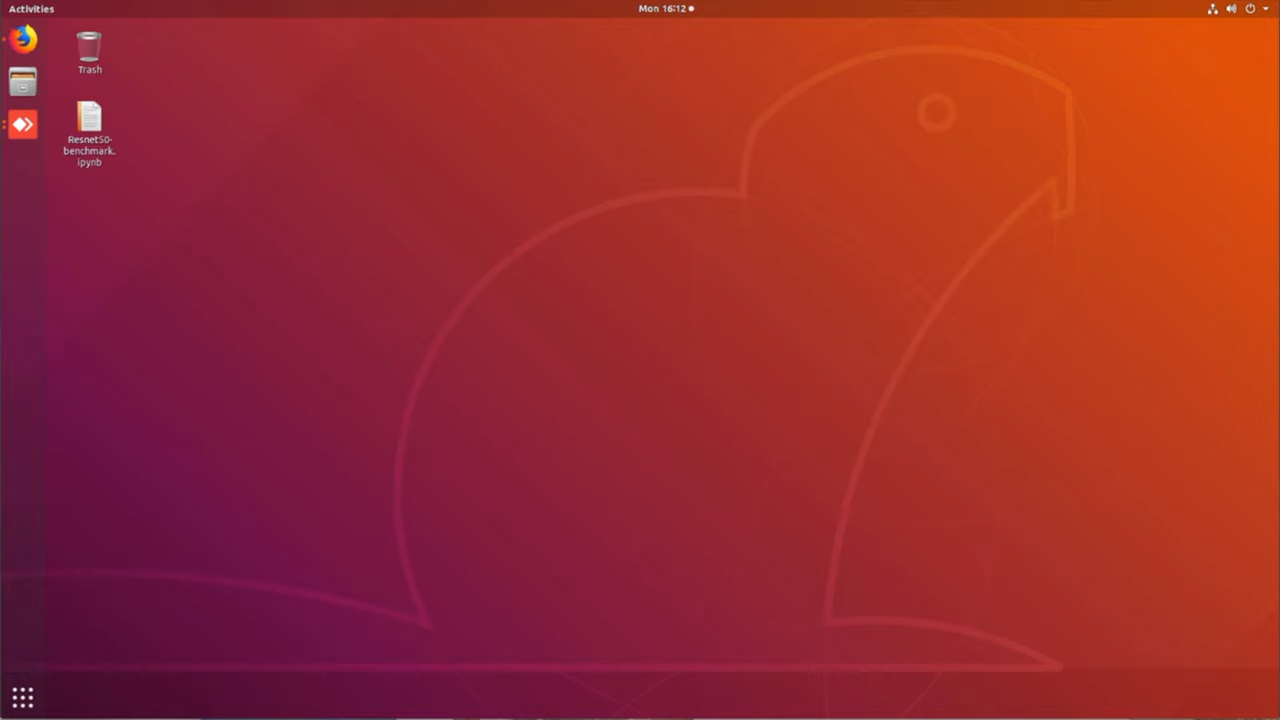 Activities
Mon 16:12
Trash
Resnet50-
benchmark.
ipynb